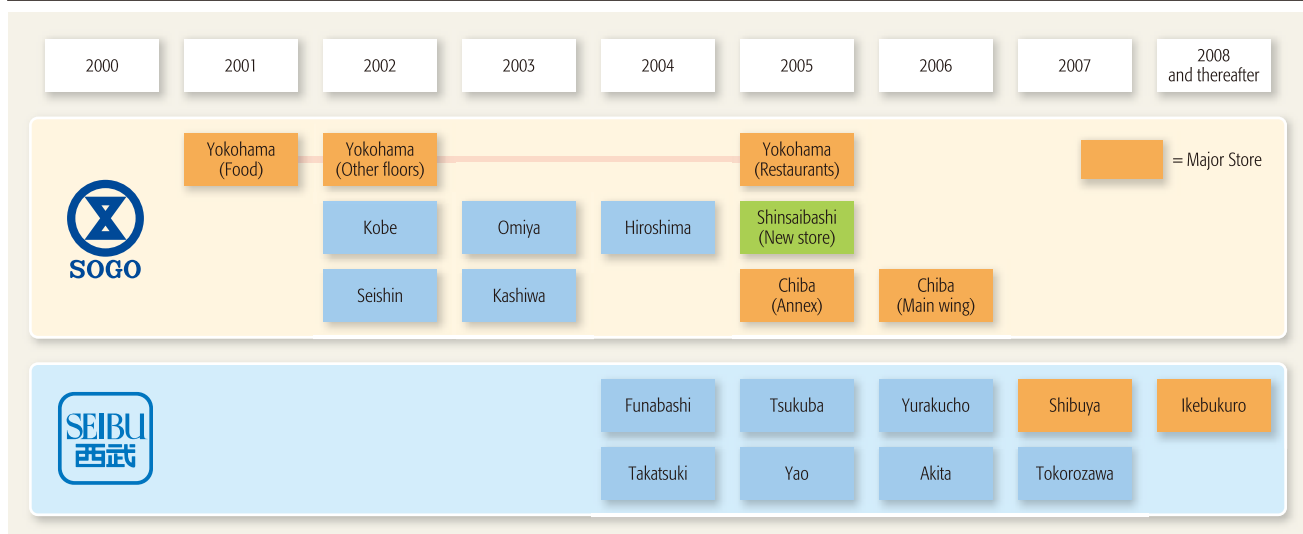 2000
2001
2002
2003
2004
2005
2006
2007
2008
and thereafter
Yokohama
(Food)
Yokohama
(Other floors)
Yokohama
(Restaurants)
= Major Store
Kobe
Omiya
Hiroshima
Shinsaibashi
(New store)
SOGO
Seishin
Kashiwa
Chiba
(Annex)
Chiba
(Main wing)
SEIBU
西武
Funabashi
Tsukuba
Yurakucho
Shibuya
Ikebukuro
Takatsuki
Yao
Akita
Tokorozawa